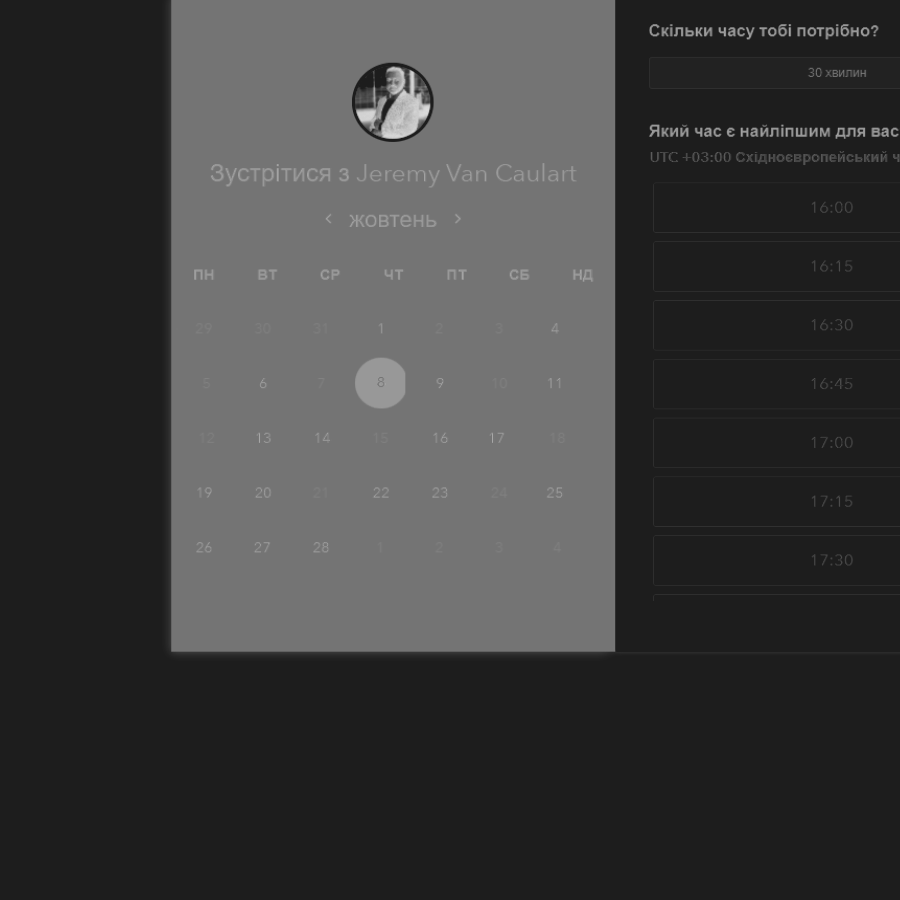 Зустрітися з Jeremy Van Caulart
‹ жовтень ›
ПН ВТ СР ЧТ ПТ СБ НД
29 30 31 1 2 3 4
5 6 7 8 9 10 11
12 13 14 15 16 17 18
19 20 21 22 23 24 25
26 27 28 1 2 3 4
Скільки часу тобі потрібно?
30 хвилин
Який час є найліпшим для вас
UTC +03:00 Східноєвропейський ч
16:00
16:15
16:30
16:45
17:00
17:15
17:30